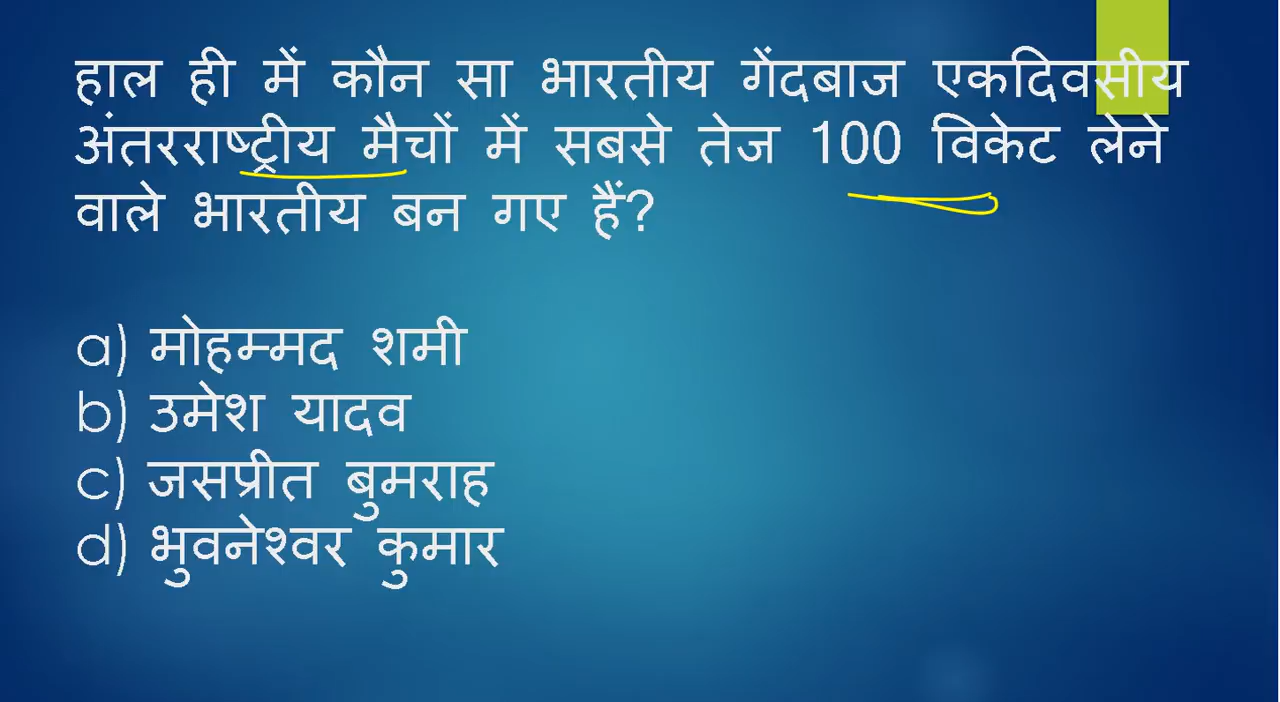 हाल ही में कौन सा भारतीय गेंदबाज एकदिवसीय
अंतरराष्ट्रीय मैचों में सबसे तेज 100 विकेट लेने
वाले भारतीय बन गए हैं?
a) मोहम्मद शमी
b) उमेश यादव
c) जसप्रीत बुमराह
d) भुवनेश्वर कुमार